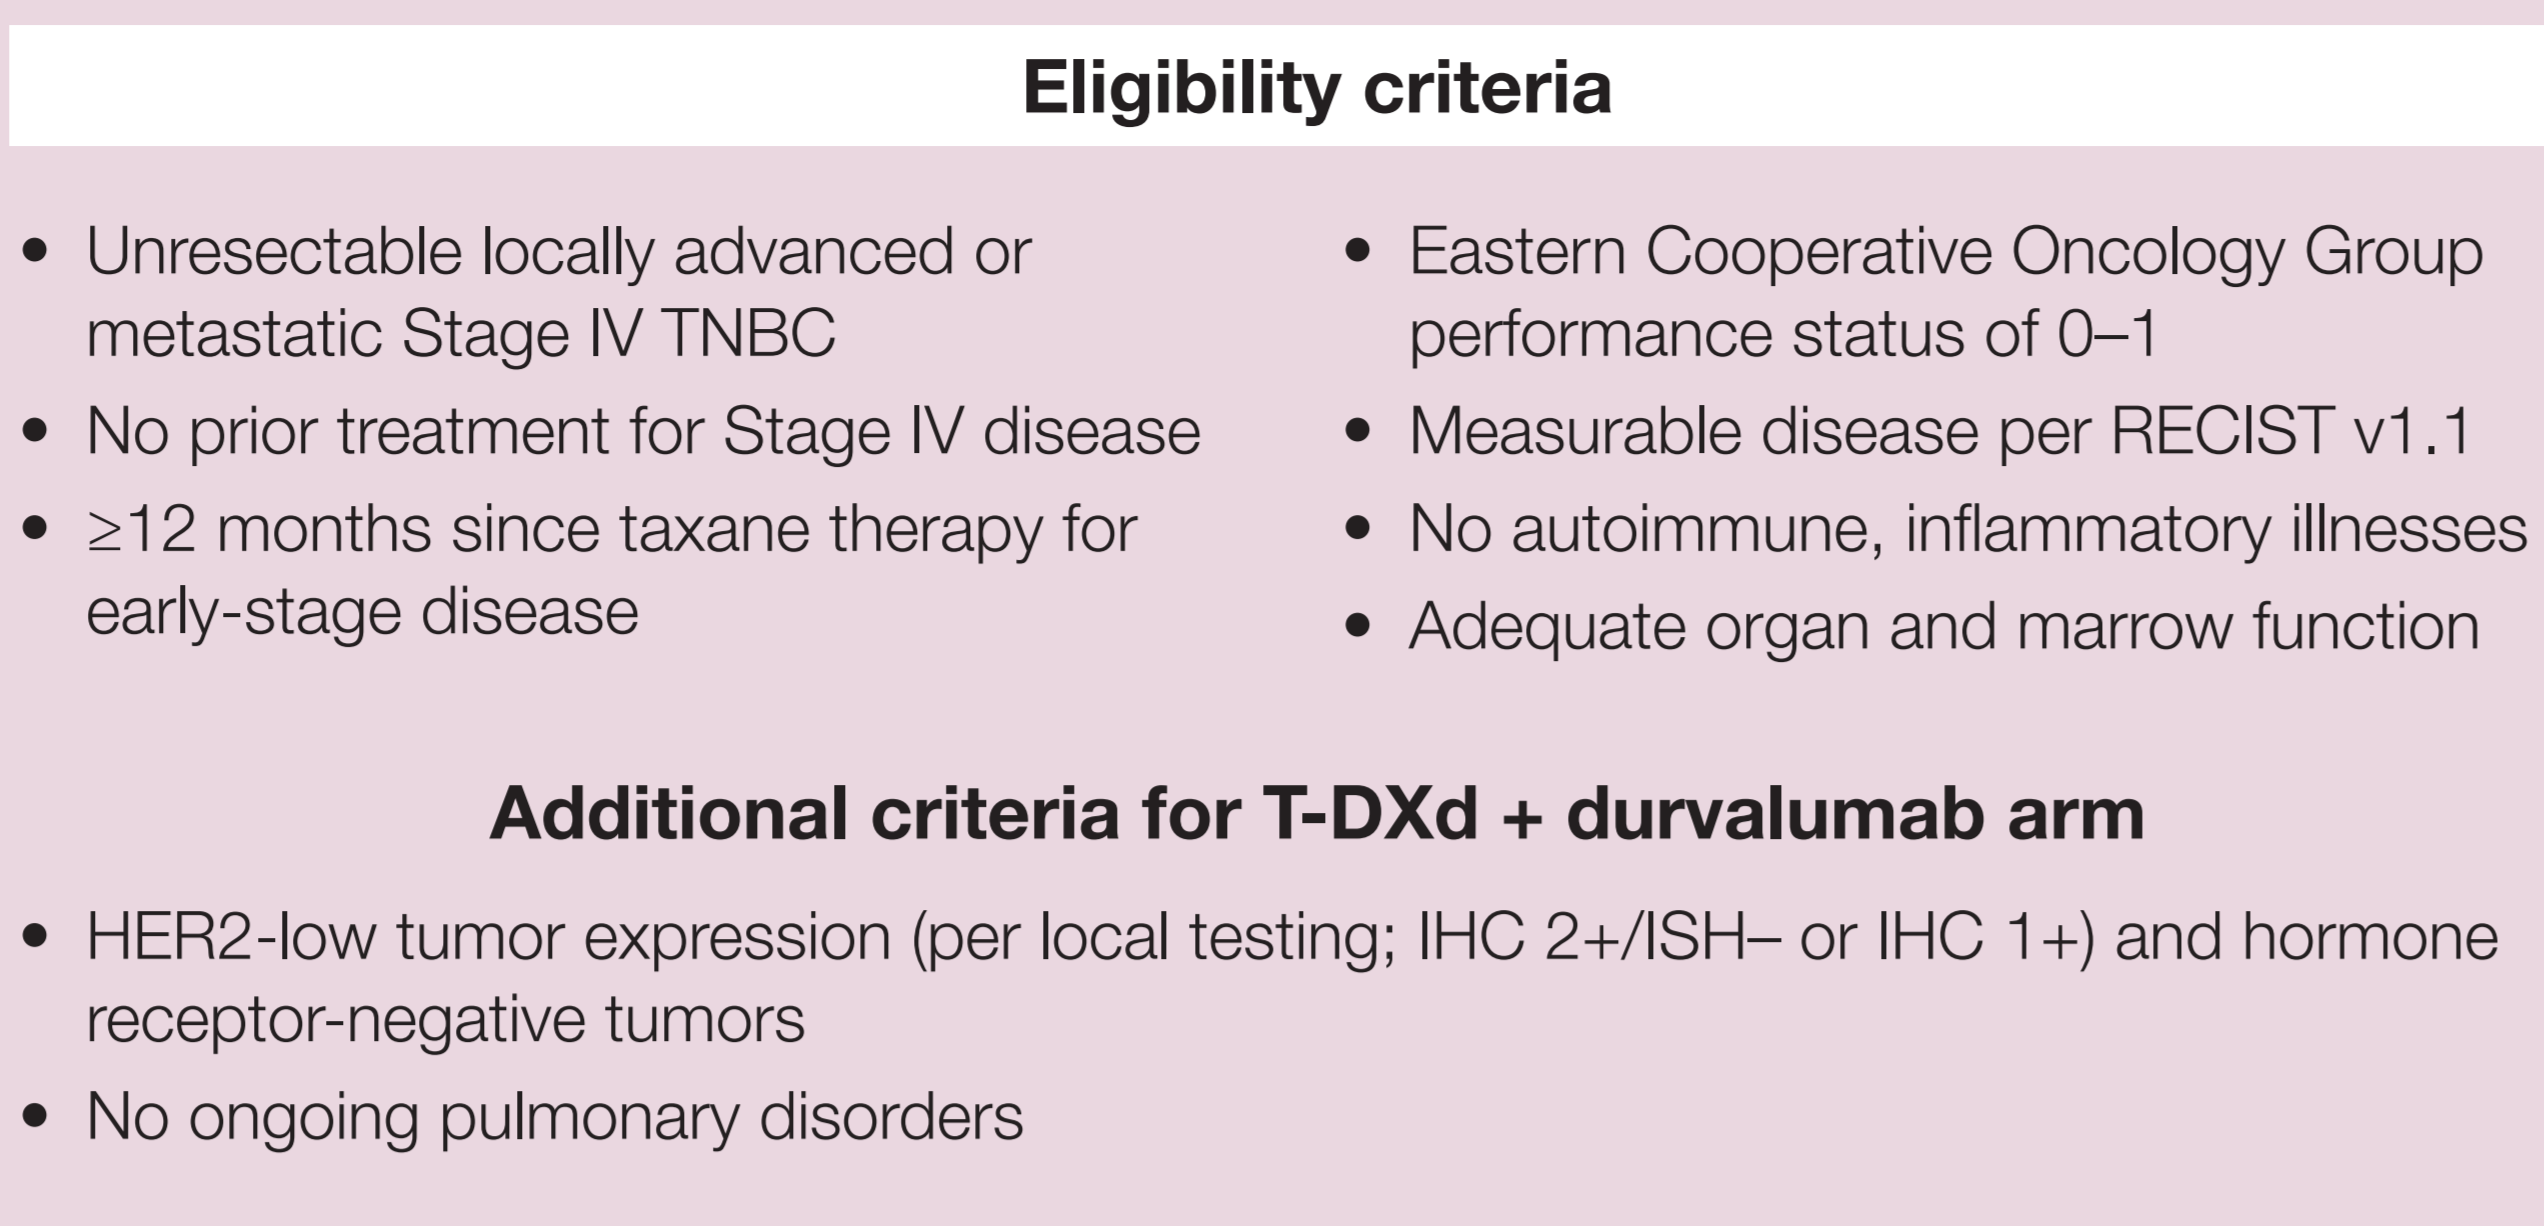 Eligibility criteria
• Unresectable locally advanced or
metastatic Stage IV TNBC
• No prior treatment for Stage IV disease
• ≥12 months since taxane therapy for
early-stage disease
• Eastern Cooperative Oncology Group
performance status of 0–1
• Measurable disease per RECIST v1.1
• No autoimmune, inflammatory illnesses
• Adequate organ and marrow function
Additional criteria for T-DXd + durvalumab arm
• HER2-low tumor expression (per local testing; IHC 2+/ISH– or IHC 1+) and hormone
receptor-negative tumors
• No ongoing pulmonary disorders